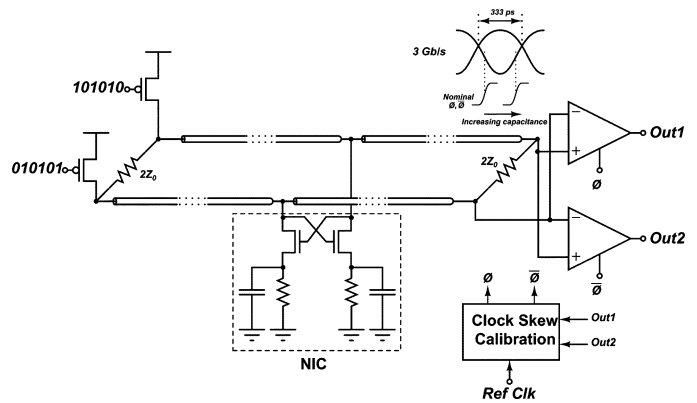 333 ps
3 Gb/s
101010
Nominal
Ø, Ø̅
Increasing capacitance
Out1
2Z₀
2Z₀
Ø
010101
Out2
Ø̅
Ø Ø̅
Clock Skew
Calibration
Out1
Out2
NIC
Ref Clk